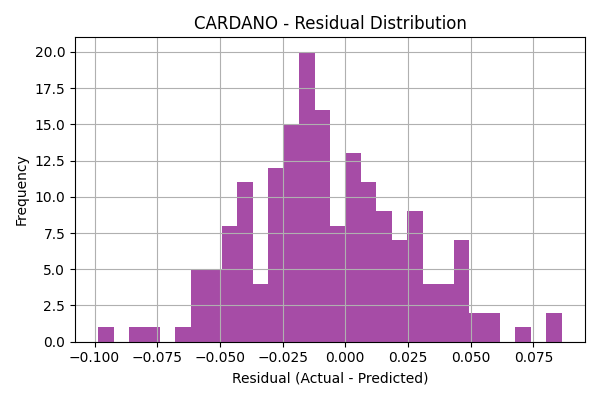 CARDANO - Residual Distribution
Frequency
20.0
17.5
15.0
12.5
10.0
7.5
5.0
2.5
0.0
−0.100 −0.075 −0.050 −0.025 0.000 0.025 0.050 0.075
Residual (Actual - Predicted)